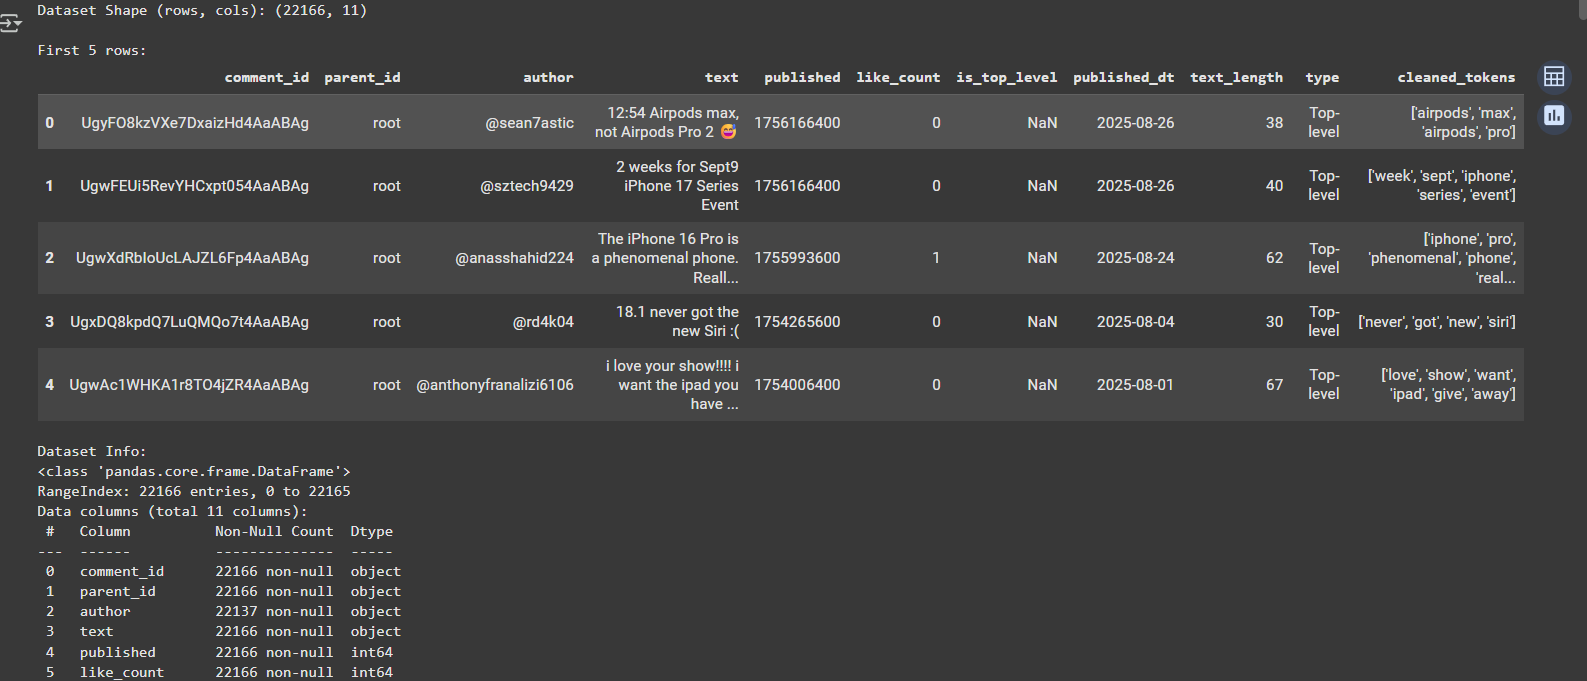 Dataset Shape (rows, cols): (22166, 11)
First 5 rows:
comment_id parent_id author text published like_count is_top_level published_dt text_length type cleaned_tokens
0 UgyFO8kzVXe7DxaizHd4AaABAg root @sean7astic 12:54 Airpods max, not Airpods Pro 2 😅 1756166400 0 NaN 2025-08-26 38 Top-level ['airpods', 'max', 'airpods', 'pro']
1 UgwFEUi5RevYHCxpt054AaABAg root @sztech9429 2 weeks for Sept9 iPhone 17 Series Event 1756166400 0 NaN 2025-08-26 40 Top-level ['week', 'sept', 'iphone', 'series', 'event']
2 UgwXdRbIoUcLAJZL6Fp4AaABAg root @anasshahid224 The iPhone 16 Pro is a phenomenal phone. Reall... 1755993600 1 NaN 2025-08-24 62 Top-level ['iphone', 'pro', 'phenomenal', 'phone', 'real...
3 UgxDQ8kpdQ7LuQMQo7t4AaABAg root @rd4k04 18.1 never got the new Siri :( 1754265600 0 NaN 2025-08-04 30 Top-level ['never', 'got', 'new', 'siri']
4 UgwAc1WHKA1r8TO4jZR4AaABAg root @anthonyfranalizi6106 i love your show!!!! i want the ipad you have ... 1754006400 0 NaN 2025-08-01 67 Top-level ['love', 'show', 'want', 'ipad', 'give', 'away']
Dataset Info:
<class 'pandas.core.frame.DataFrame'>
RangeIndex: 22166 entries, 0 to 22165
Data columns (total 11 columns):
# Column Non-Null Count Dtype
--- ------ -------------- -----
0 comment_id 22166 non-null object
1 parent_id 22166 non-null object
2 author 22137 non-null object
3 text 22166 non-null object
4 published 22166 non-null int64
5 like_count 22166 non-null int64